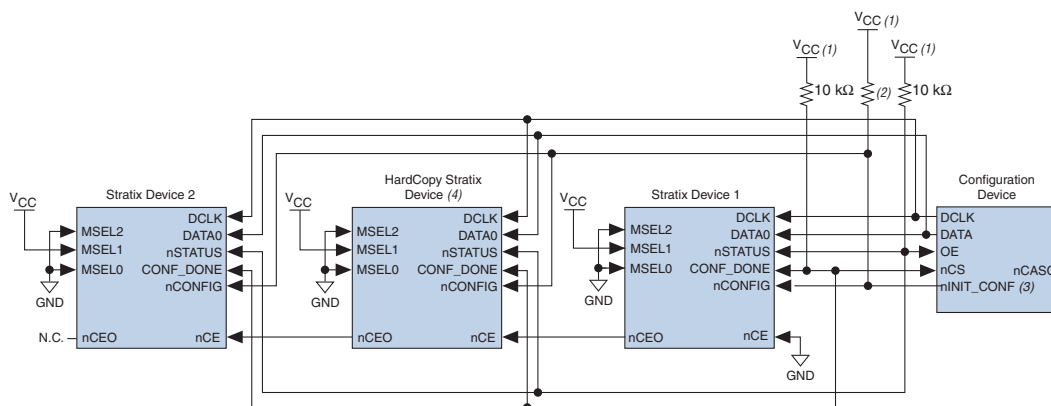 VCC (1)
VCC (1)
VCC (1)
10 kΩ
(2)
10 kΩ
Stratix Device 2
HardCopy Stratix
Device (4)
Stratix Device 1
Configuration
Device
VCC
MSEL2
MSEL1
MSEL0
GND
DCLK
DATA0
nSTATUS
CONF_DONE
nCONFIG
N.C.
nCEO
nCE
VCC
MSEL2
MSEL1
MSEL0
GND
DCLK
DATA0
nSTATUS
CONF_DONE
nCONFIG
nCEO
nCE
VCC
MSEL2
MSEL1
MSEL0
GND
DCLK
DATA0
nSTATUS
CONF_DONE
nCONFIG
nCEO
nCE
GND
DCLK
DATA
OE
nCS
nCASC
nINIT_CONF (3)